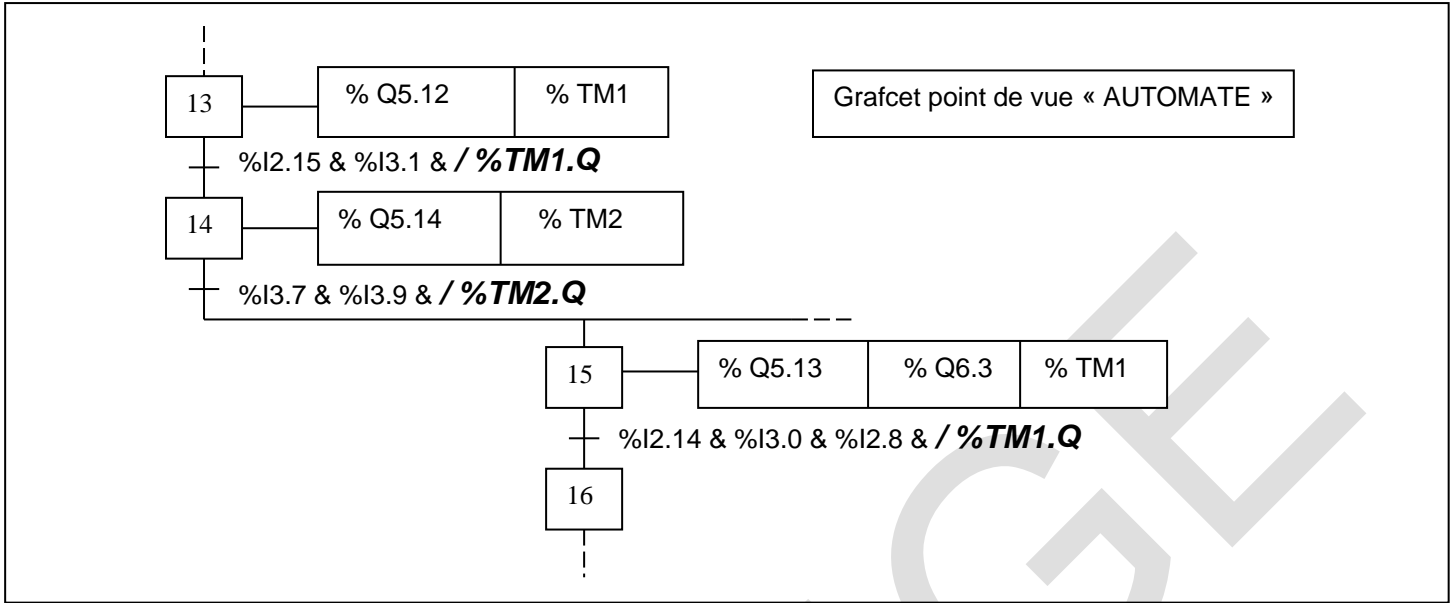 13
% Q5.12
% TM1
Grafcet point de vue « AUTOMATE »
%I2.15 & %I3.1 & / %TM1.Q
14
% Q5.14
% TM2
%I3.7 & %I3.9 & / %TM2.Q
15
% Q5.13
% Q6.3
% TM1
%I2.14 & %I3.0 & %I2.8 & / %TM1.Q
16
GE